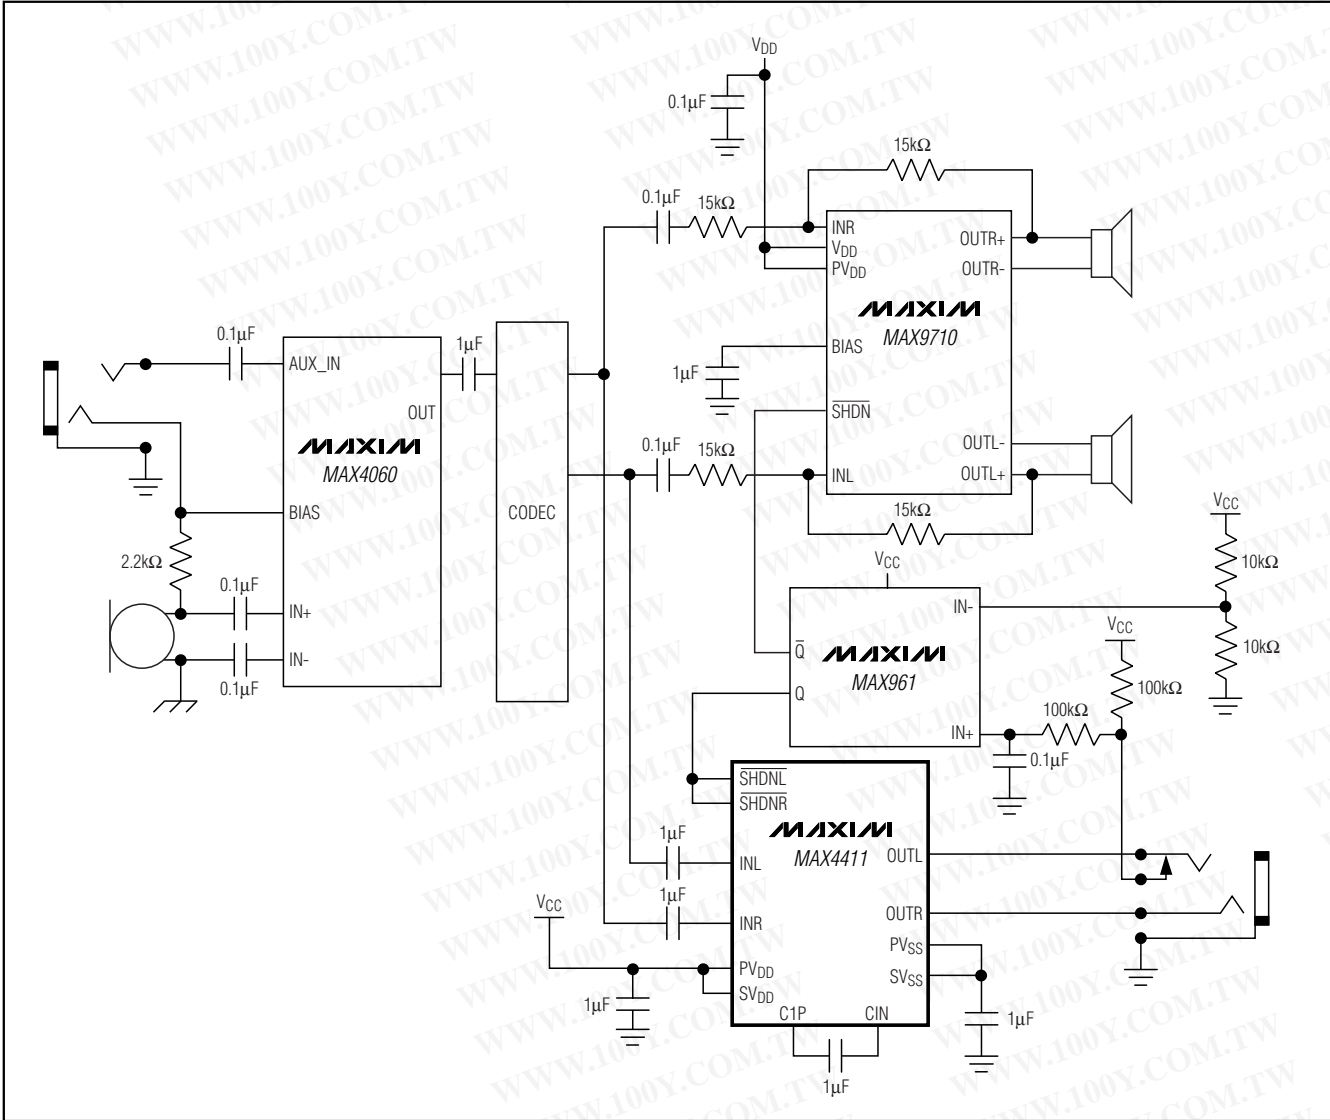 VDD
0.1µF
15kΩ
0.1µF
15kΩ
INR
VDD
PVDD
OUTR+
OUTR-
MAXIM
MAX9710
BIAS
1µF
SHDN
OUTL-
OUTL+
INL
0.1µF
15kΩ
15kΩ
0.1µF
AUX_IN
OUT
MAXIM
MAX4060
BIAS
2.2kΩ
0.1µF
IN+
IN-
0.1µF
1µF
CODEC
VCC
IN-
Q
MAXIM
MAX961
Q
IN+
VCC
10kΩ
10kΩ
VCC
100kΩ
100kΩ
0.1µF
SHDNL
SHDNR
MAXIM
MAX4411
OUTL
1µF
INL
1µF
INR
OUTR
VCC
PVSS
PVDD
SVSS
SVDD
1µF
C1P
CIN
1µF
1µF
WWW.100Y.COM.TW